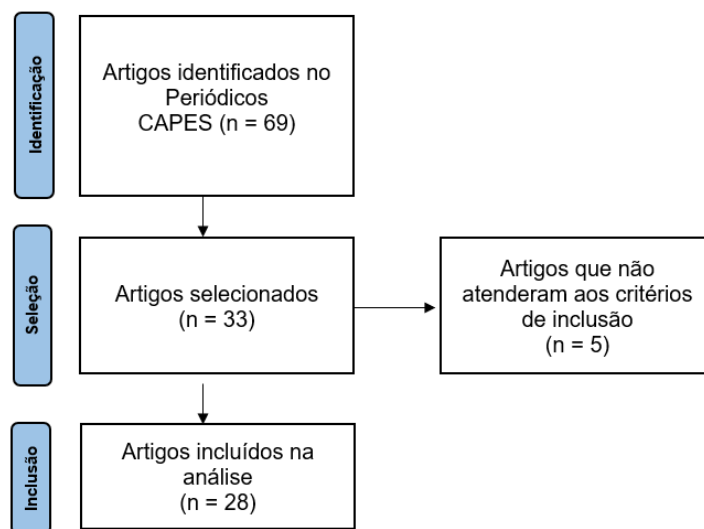 Identificação
Artigos identificados no
Periódicos
CAPES (n = 69)
Seleção
Artigos selecionados
(n = 33)
Artigos que não
atenderam aos critérios
de inclusão
(n = 5)
Inclusão
Artigos incluídos na
análise
(n = 28)